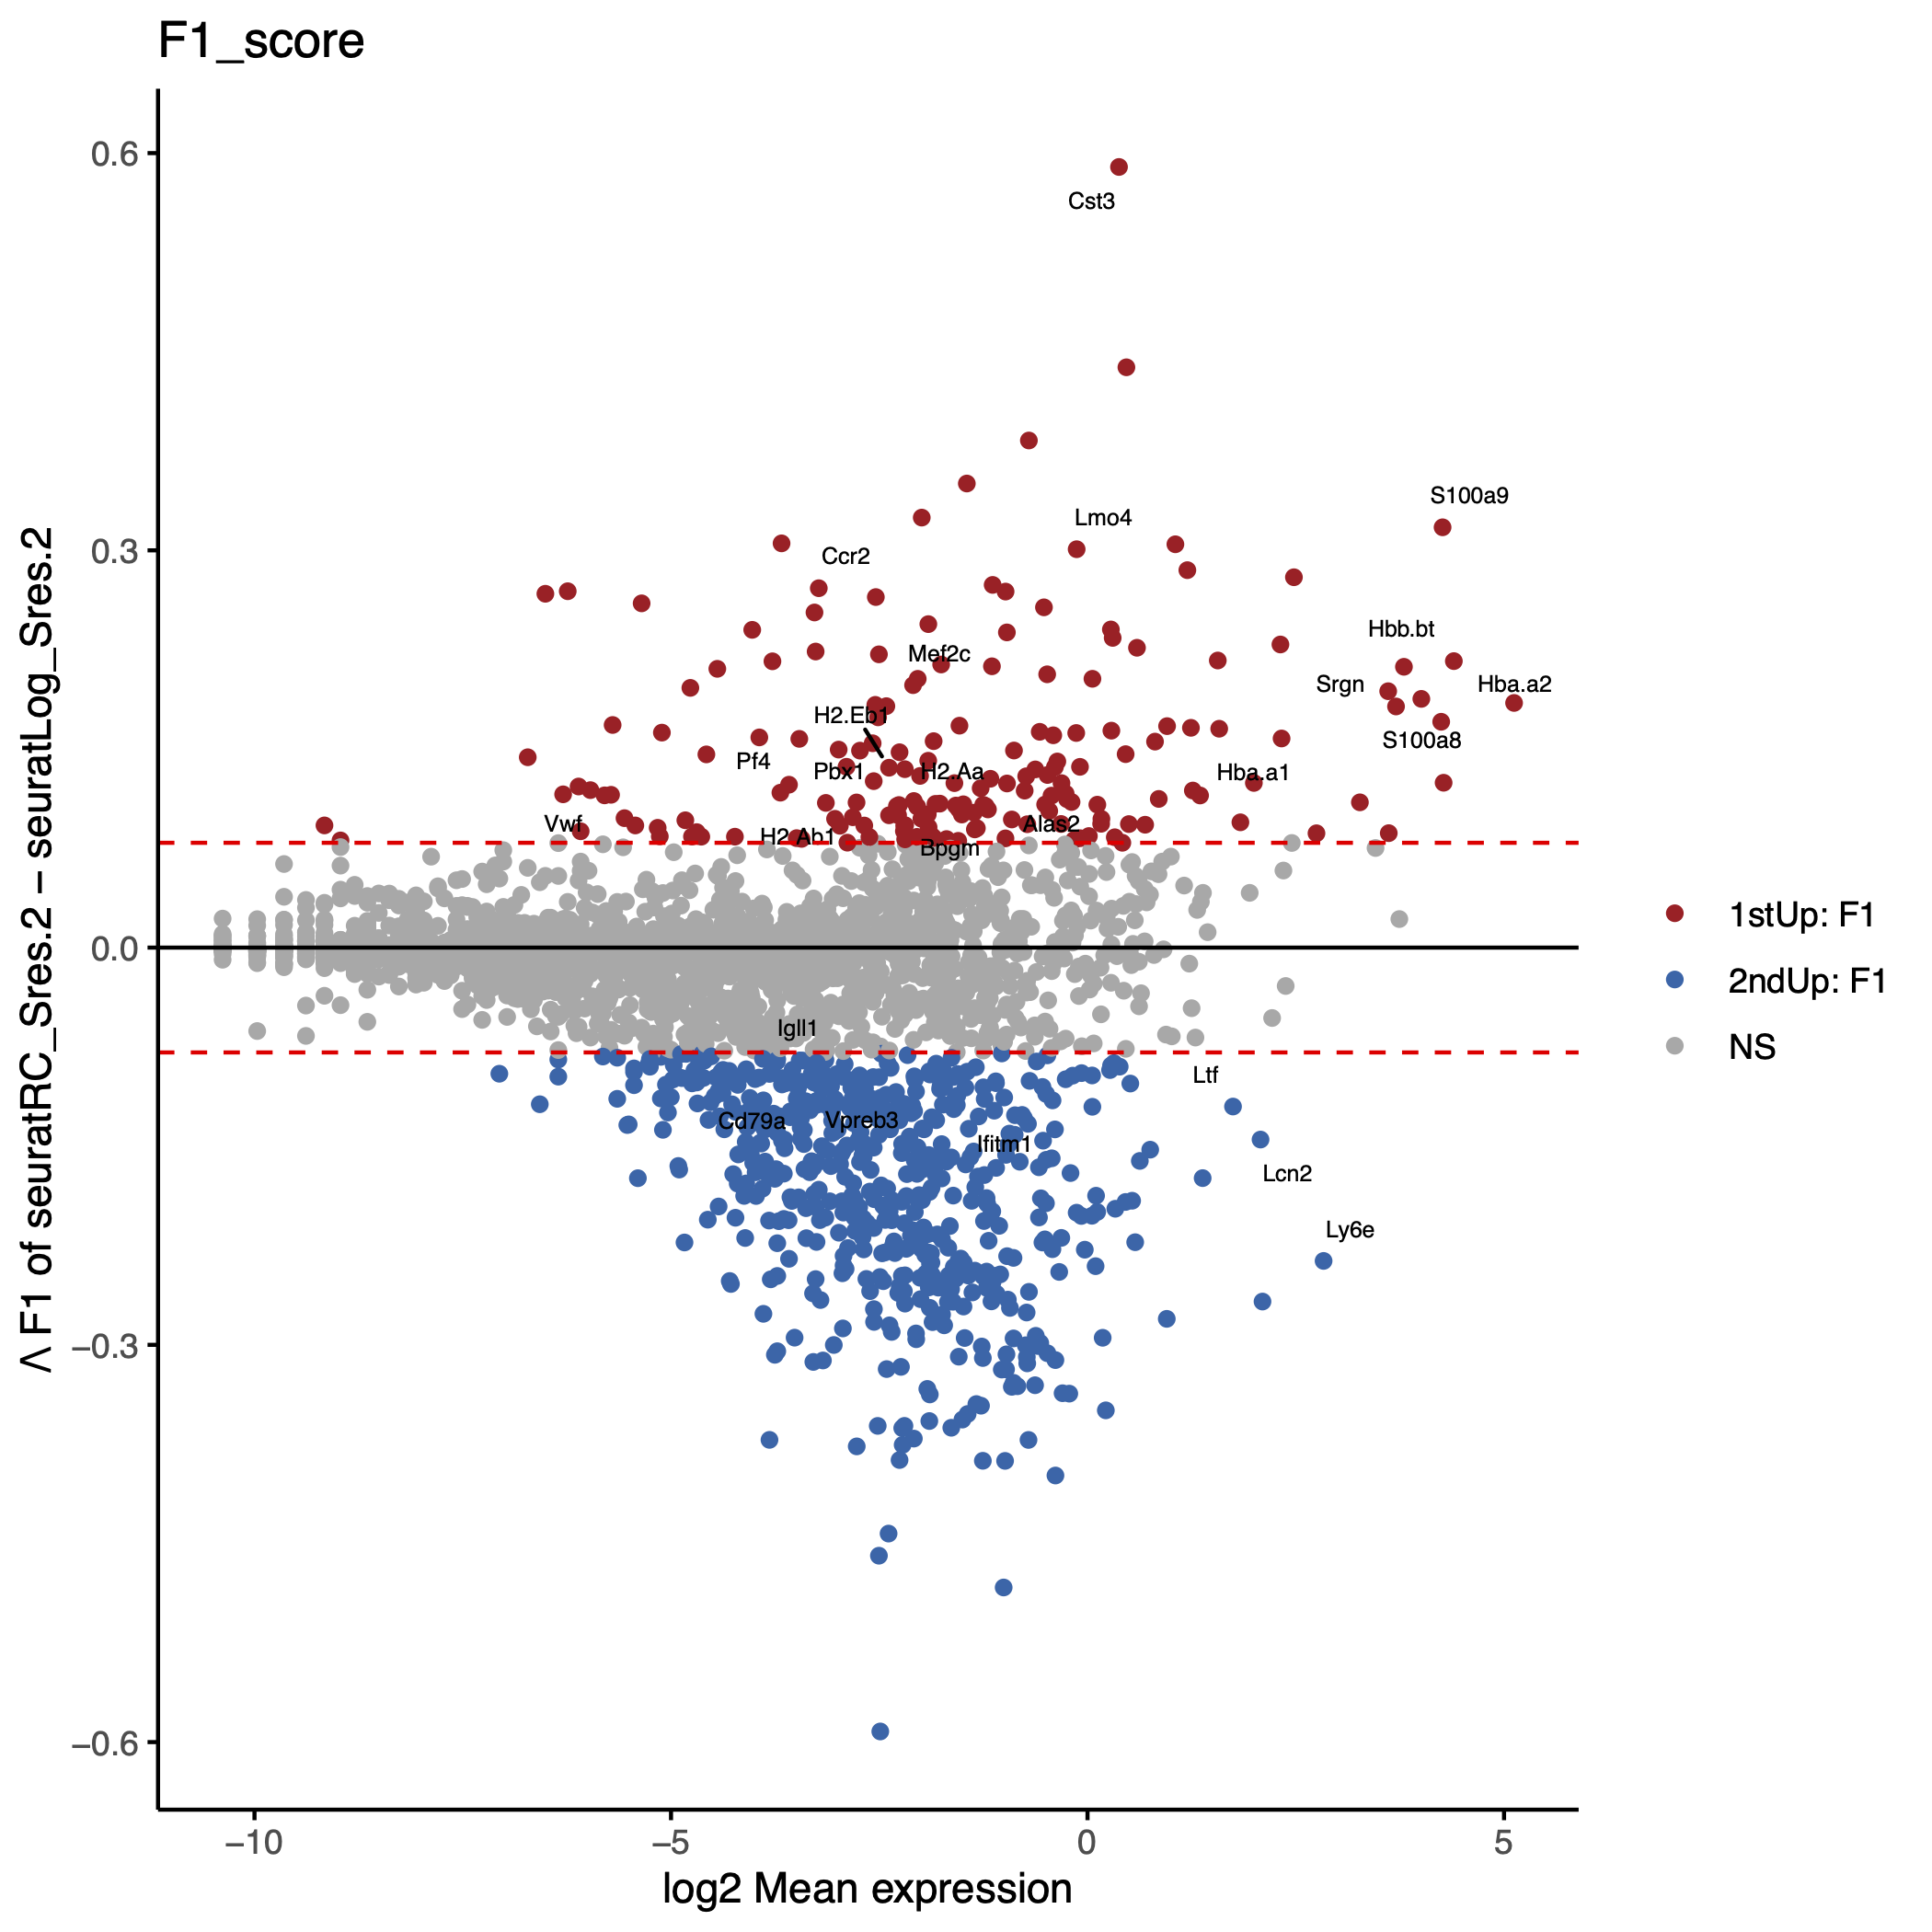 F1_score
Λ F1 of seuratRC_Sres.2 − seuratLog_Sres.2
0.6
0.3
0.0
−0.3
−0.6
Cst3
S100a9
Lmo4
Ccr2
Hbb.bt
Mef2c
Srgn
Hba.a2
H2.Eb1
S100a8
Pf4
Pbx1
H2.Aa
Hba.a1
Vwf
H2.Ab1
Alas2
Bpgm
Igll1
Ltf
Cd79a
Vpreb3
Ifitm1
Lcn2
Ly6e
1stUp: F1
2ndUp: F1
NS
−10
−5
0
5
log2 Mean expression